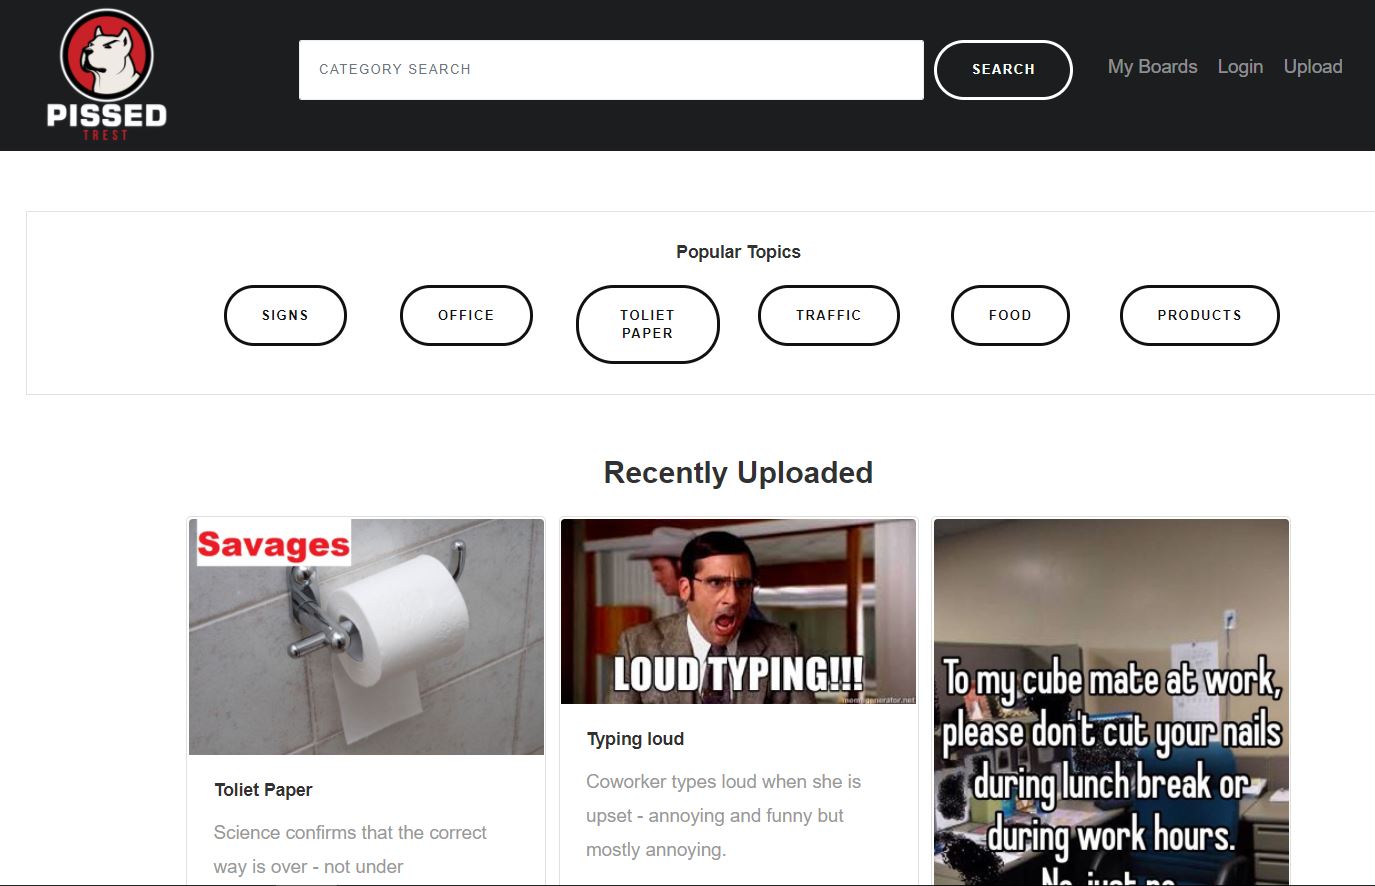 PISSED
TREST
CATEGORY SEARCH
SEARCH
My Boards Login Upload
Popular Topics
SIGNS
OFFICE
TOLIET
PAPER
TRAFFIC
FOOD
PRODUCTS
Recently Uploaded
Savages
Toliet Paper
Science confirms that the correct
way is over - not under
LOUD TYPING!!!
memegenerator.net
Typing loud
Coworker types loud when she is
upset - annoying and funny but
mostly annoying.
To my cube mate at work,
please don't cut your nails
during lunch break or
during work hours.
No, just no